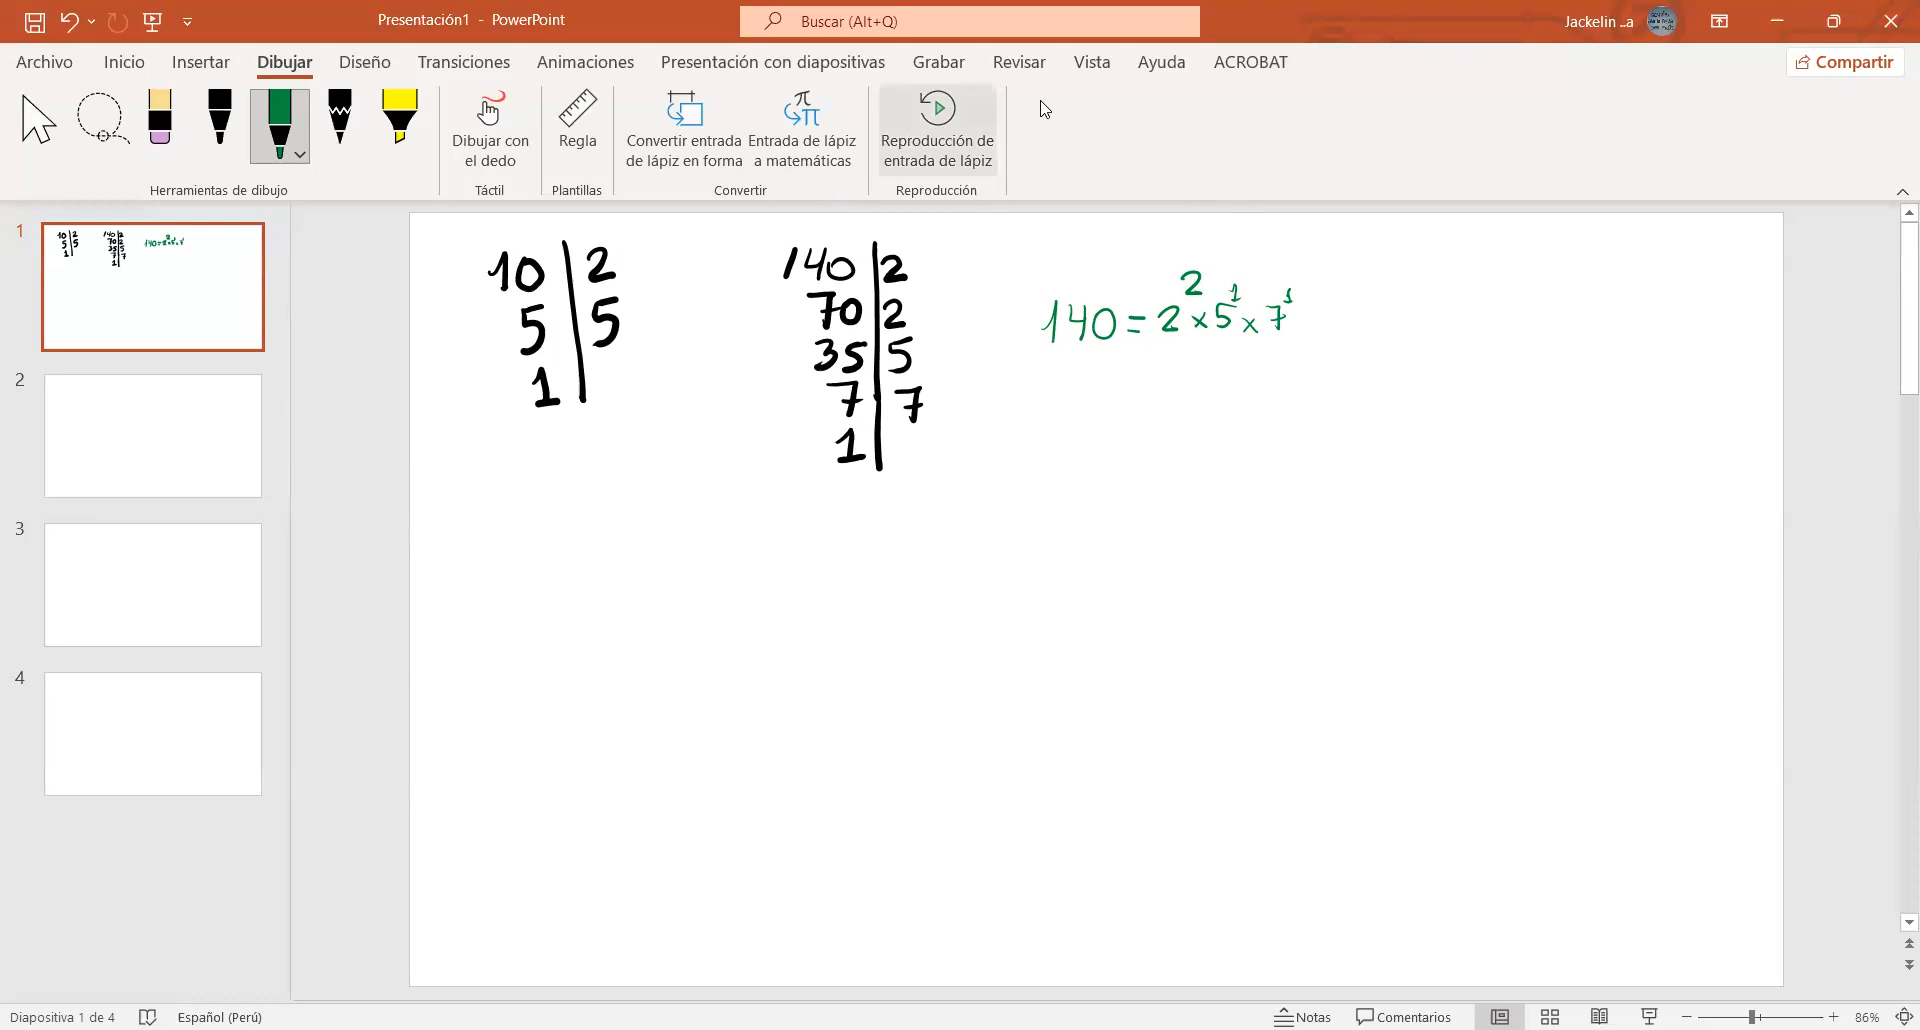 Presentación1 - PowerPoint
Buscar (Alt+Q)
Jackelin ..a
Archivo Inicio Insertar Dibujar Diseño Transiciones Animaciones Presentación con diapositivas Grabar Revisar Vista Ayuda ACROBAT
Compartir
Dibujar con
el dedo
Regla
Convertir entrada
de lápiz en forma
Entrada de lápiz
a matemáticas
Reproducción de
entrada de lápiz
Herramientas de dibujo
Táctil
Plantillas
Convertir
Reproducción
1
2
3
4
10 | 2
5 | 5
1 |
140 | 2
70 | 2
35 | 5
7 | 7
1 |
140 = 2² × 5¹ × 7¹
Diapositiva 1 de 4
Español (Perú)
Notas
Comentarios
86%